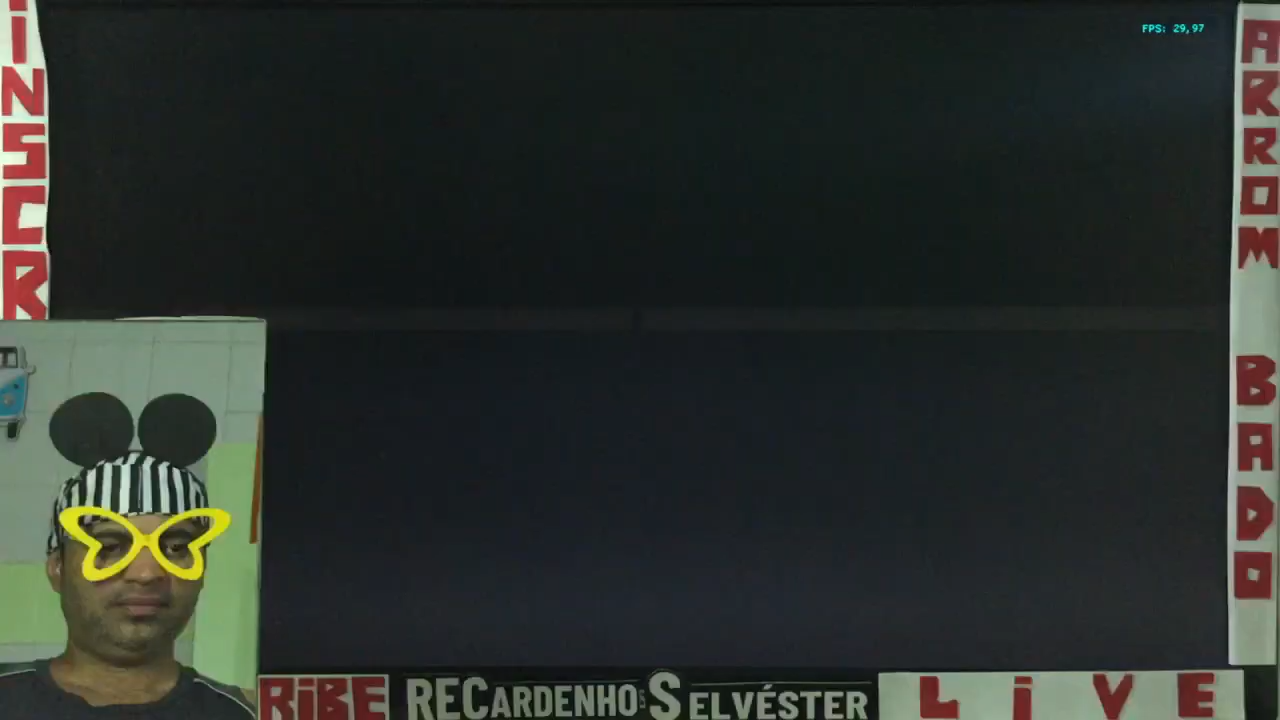 FPS: 29,97
INSCR
ARROM BADO
RiBE
RECARDENHO SELVÉSTER
LiVE